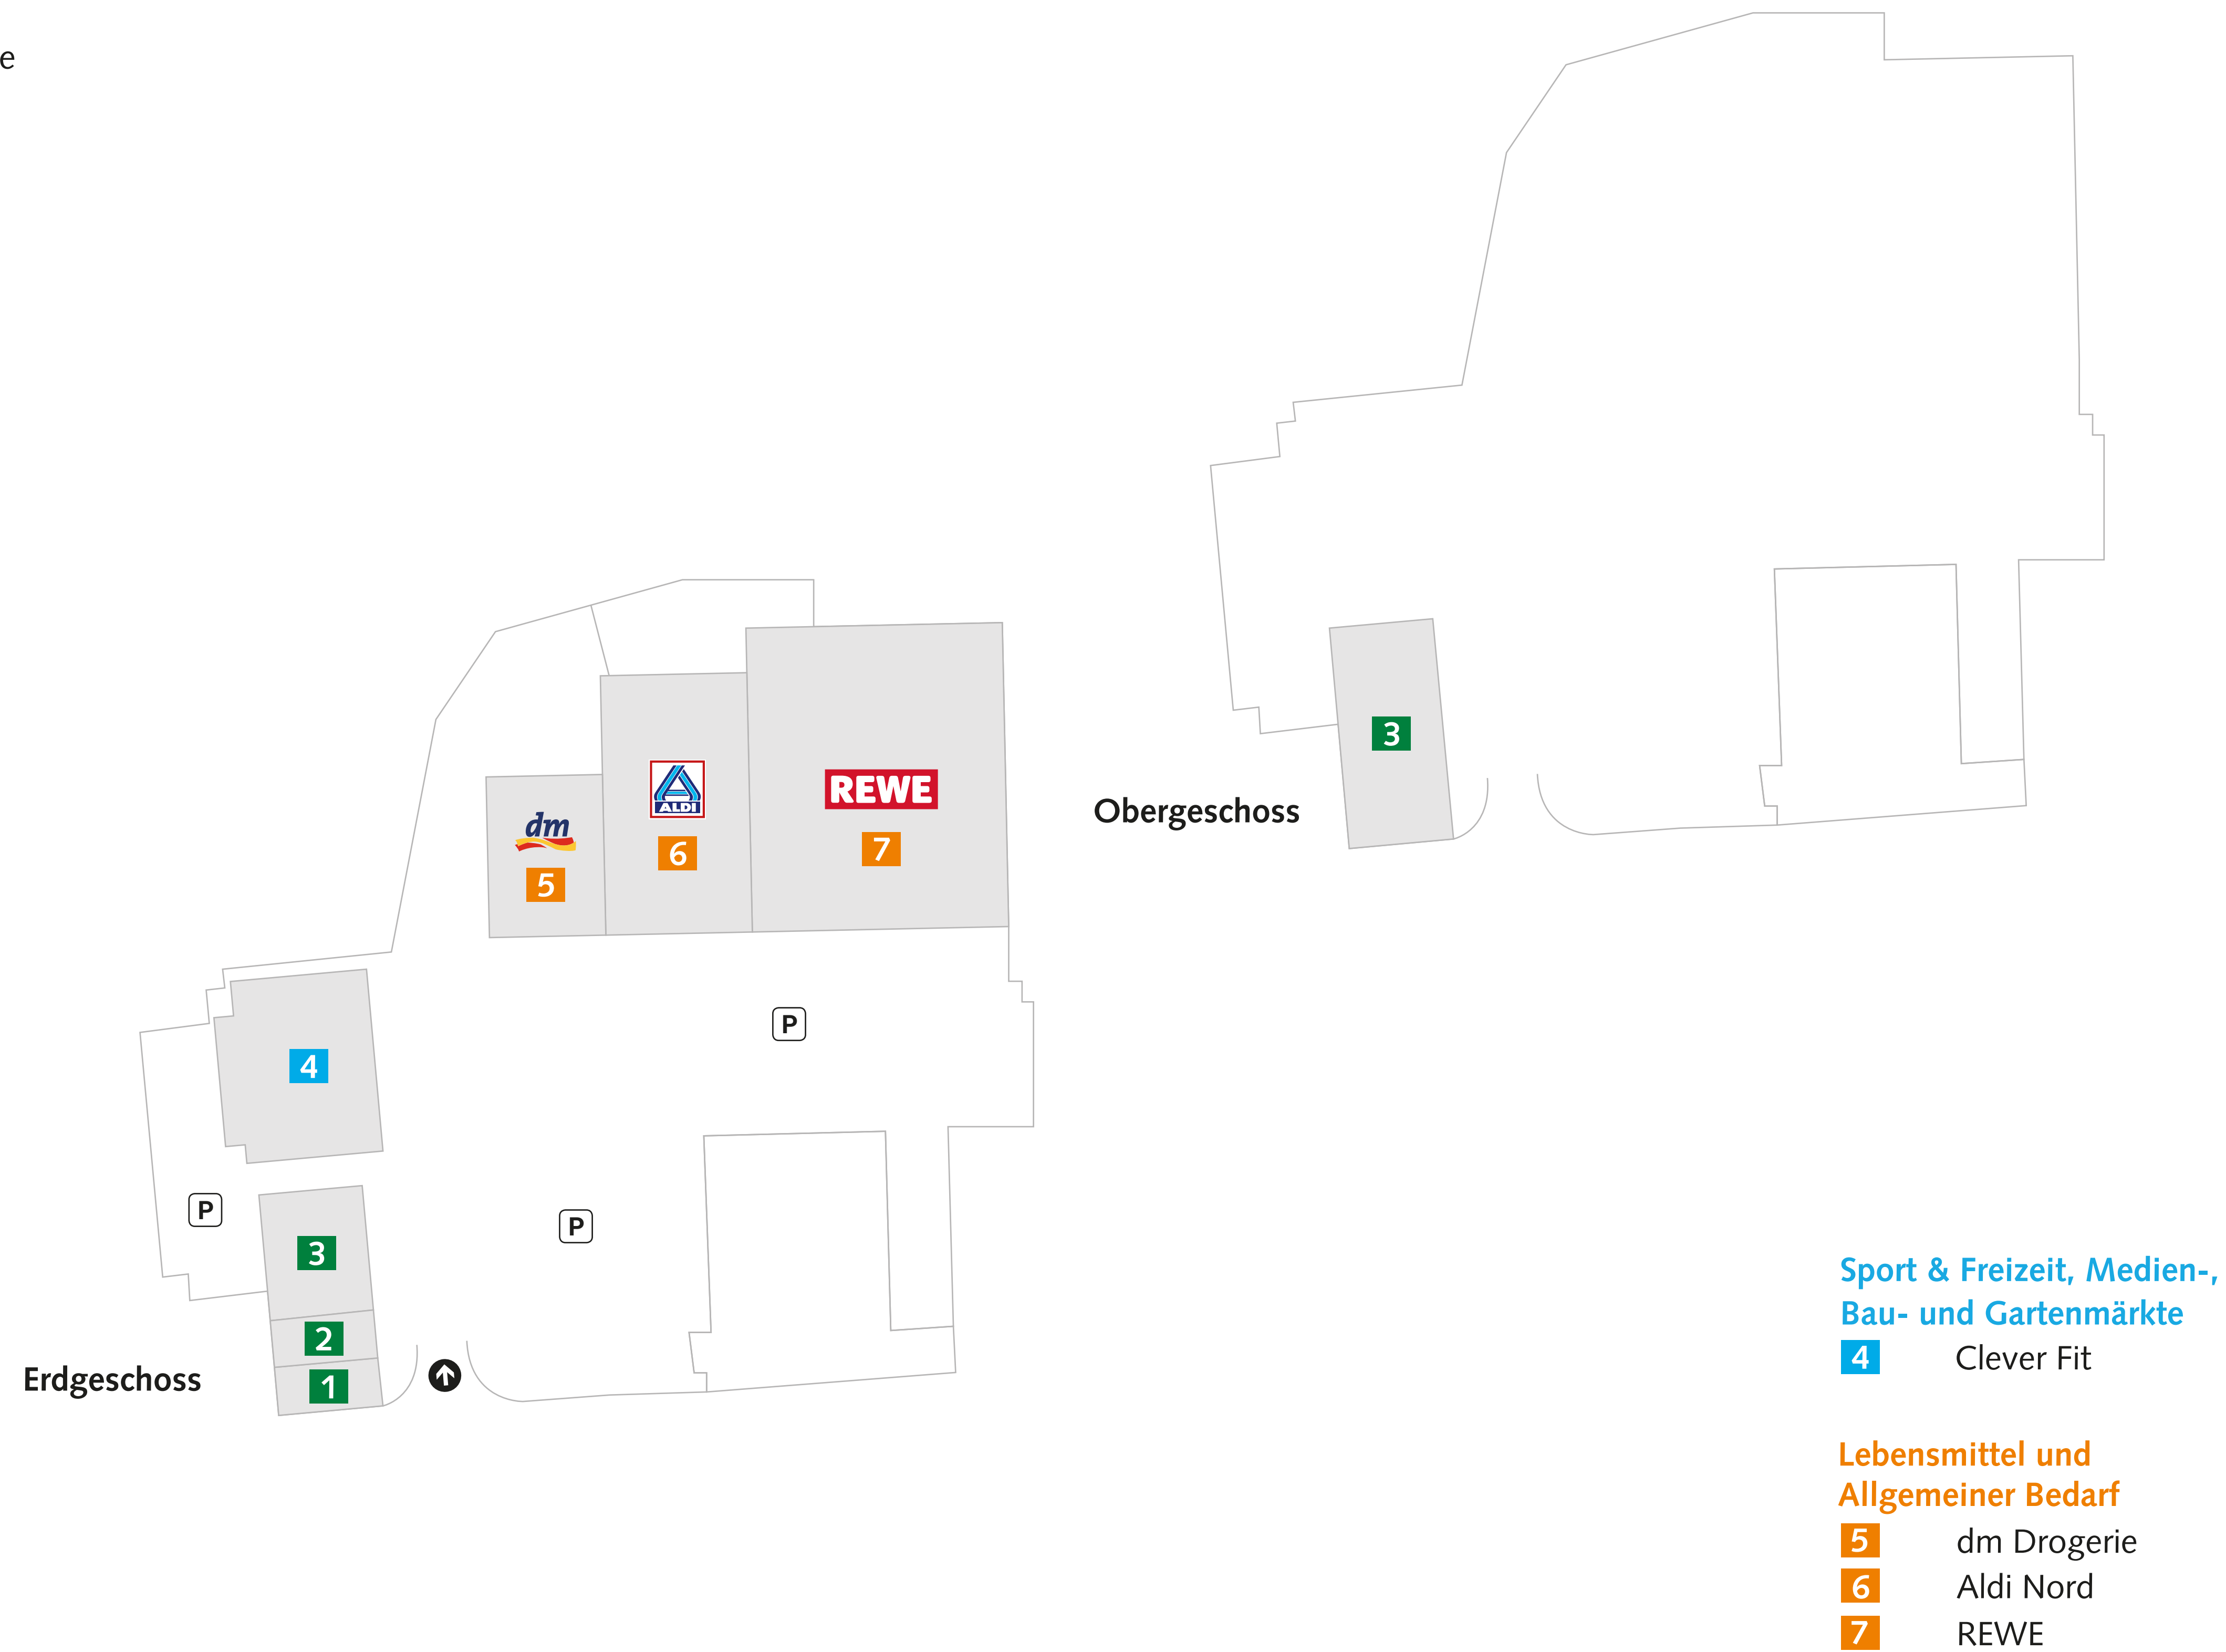 e
Obergeschoss
3
REWE
7
ALDI
6
dm
5
P
4
P
P
3
2
1
Erdgeschoss
Sport & Freizeit, Medien-,
Bau- und Gartenmärkte
4 Clever Fit
Lebensmittel und
Allgemeiner Bedarf
5 dm Drogerie
6 Aldi Nord
7 REWE